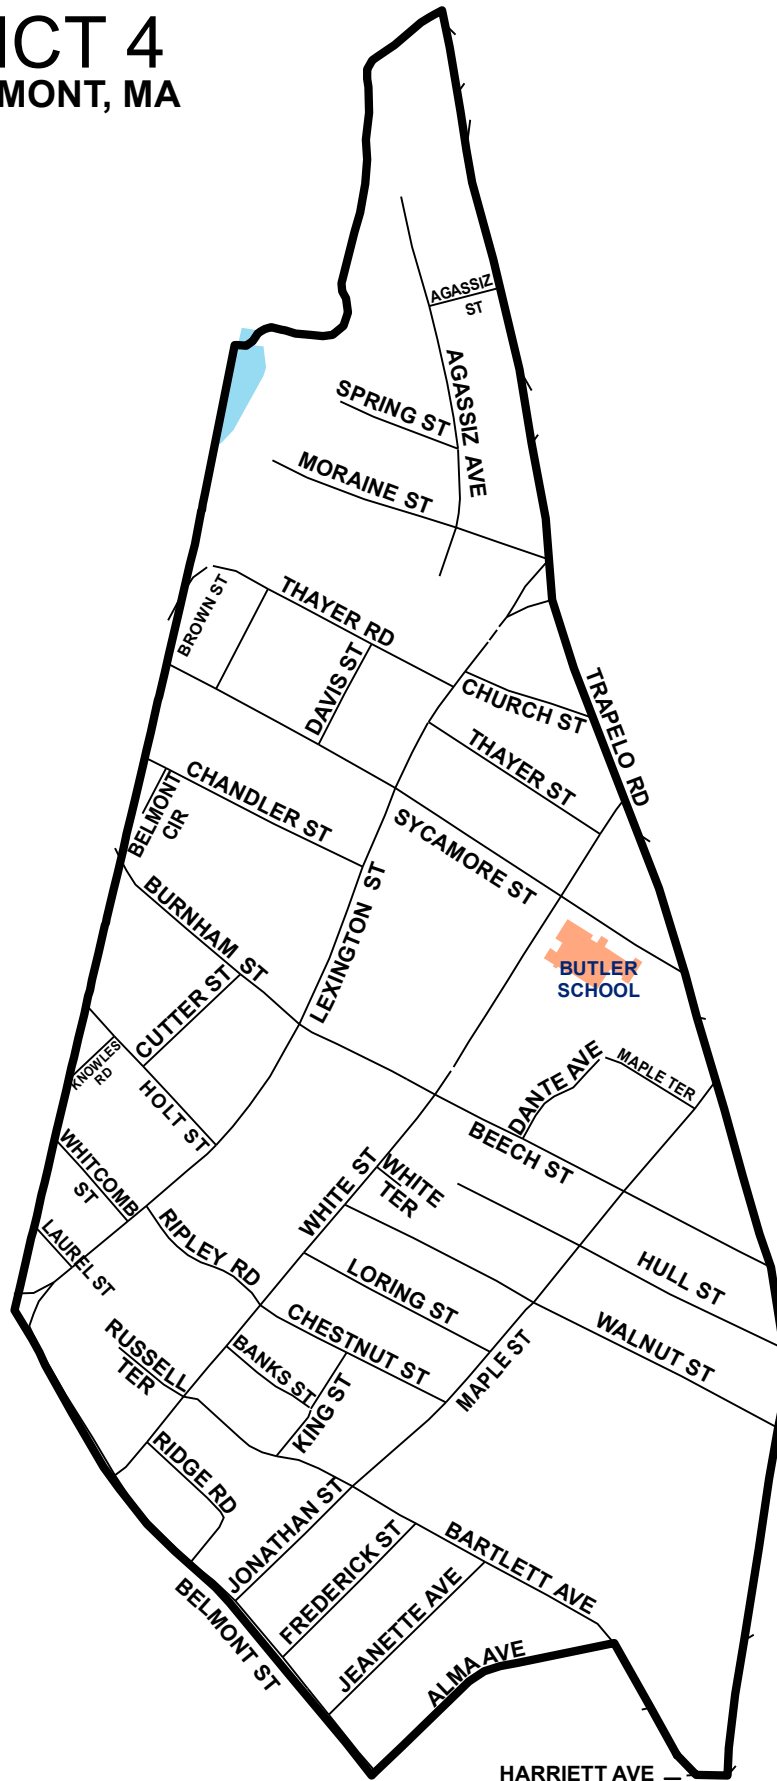 ICT 4
MONT, MA
AGASSIZ
ST
AGASSIZ AVE
SPRING ST
MORAINE ST
THAYER RD
BROWN ST
DAVIS ST
CHURCH ST
TRAPELO RD
THAYER ST
CHANDLER ST
BELMONT
CIR
SYCAMORE ST
LEXINGTON ST
BURNHAM ST
BUTLER
SCHOOL
CUTTER ST
KNOWLES
RD
HOLT ST
DANTE AVE
MAPLE TER
BEECH ST
WHITCOMB
ST
WHITE ST
WHITE
TER
LAUREL ST
RIPLEY RD
HULL ST
LORING ST
WALNUT ST
CHESTNUT ST
RUSSELL
TER
BANKS ST
MAPLE ST
KING ST
RIDGE RD
JONATHAN ST
FREDERICK ST
BARTLETT AVE
JEANETTE AVE
BELMONT ST
ALMA AVE
HARRIETT AVE